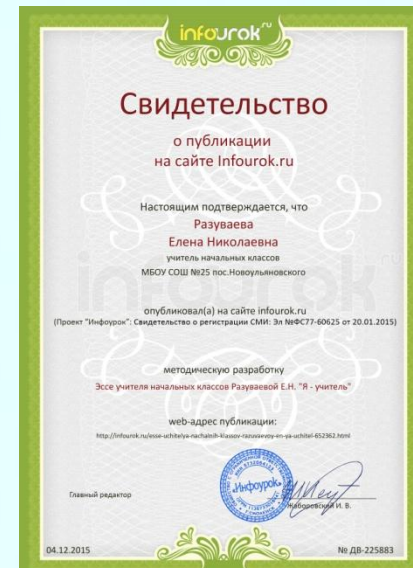 infourok.ru
Свидетельство
о публикации
на сайте Infourok.ru
Настоящим подтверждается, что
Разуваева
Елена Николаевна
учитель начальных классов
МБОУ СОШ №25 пос.Новоульяновского
опубликовал(а) на сайте infourok.ru
(Проект "Инфоурок": Свидетельство о регистрации СМИ: Эл №ФС77-60625 от 20.01.2015)
методическую разработку
Эссе учителя начальных классов Разуваевой Е.Н. "Я - учитель"
web-адрес публикации:
http://infourok.ru/esse-uchitelya-nachalnih-klassov-razuvaevoy-en-ya-uchitel-652362.html
«Инфоурок»
Главный редактор
Жаборовский И. В.
04.12.2015
№ ДВ-225883